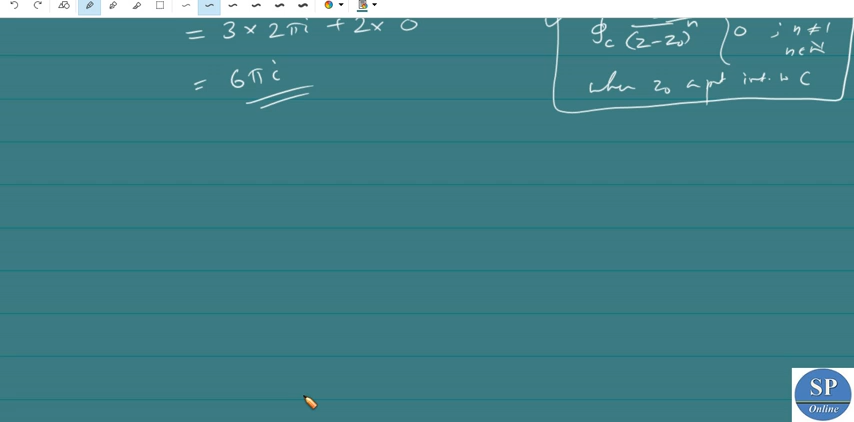 = 3 × 2πi + 2 × 0
= 6πi
∮c (z-z₀)ⁿ { 0 ; n ≠ 1
n ∈ N
when z₀ a pt int. to C
SP
Online